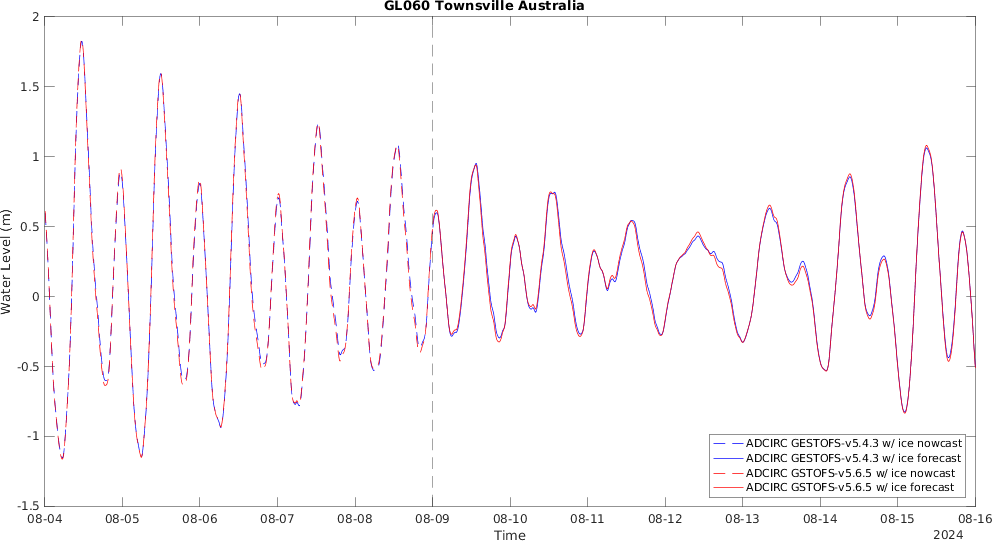 GL060 Townsville Australia
2
1.5
1
0.5
0
-0.5
-1
-1.5
Water Level (m)
08-04 08-05 08-06 08-07 08-08 08-09 08-10 08-11 08-12 08-13 08-14 08-15 08-16
Time
2024
ADCIRC GESTOFS-v5.4.3 w/ ice nowcast
ADCIRC GESTOFS-v5.4.3 w/ ice forecast
ADCIRC GSTOFS-v5.6.5 w/ ice nowcast
ADCIRC GSTOFS-v5.6.5 w/ ice forecast